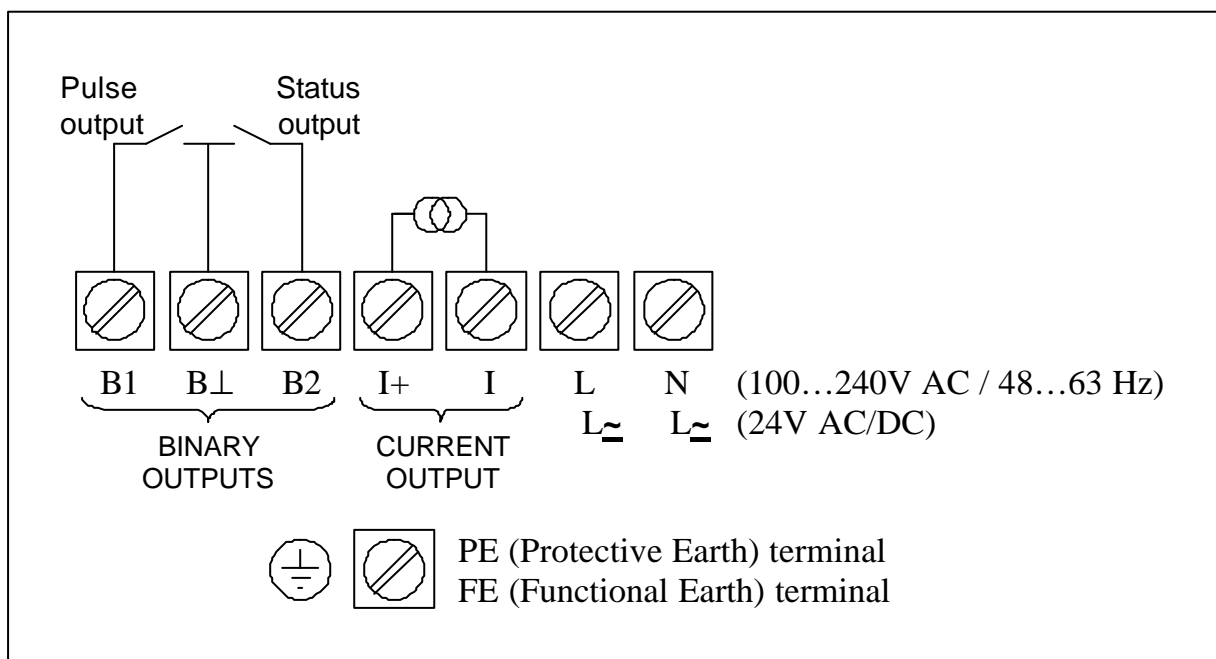 Pulse output
Status output
B1 B⊥ B2 I+ I L N (100…240V AC / 48…63 Hz)
L≂ L≂ (24V AC/DC)
BINARY OUTPUTS
CURRENT OUTPUT
PE (Protective Earth) terminal
FE (Functional Earth) terminal